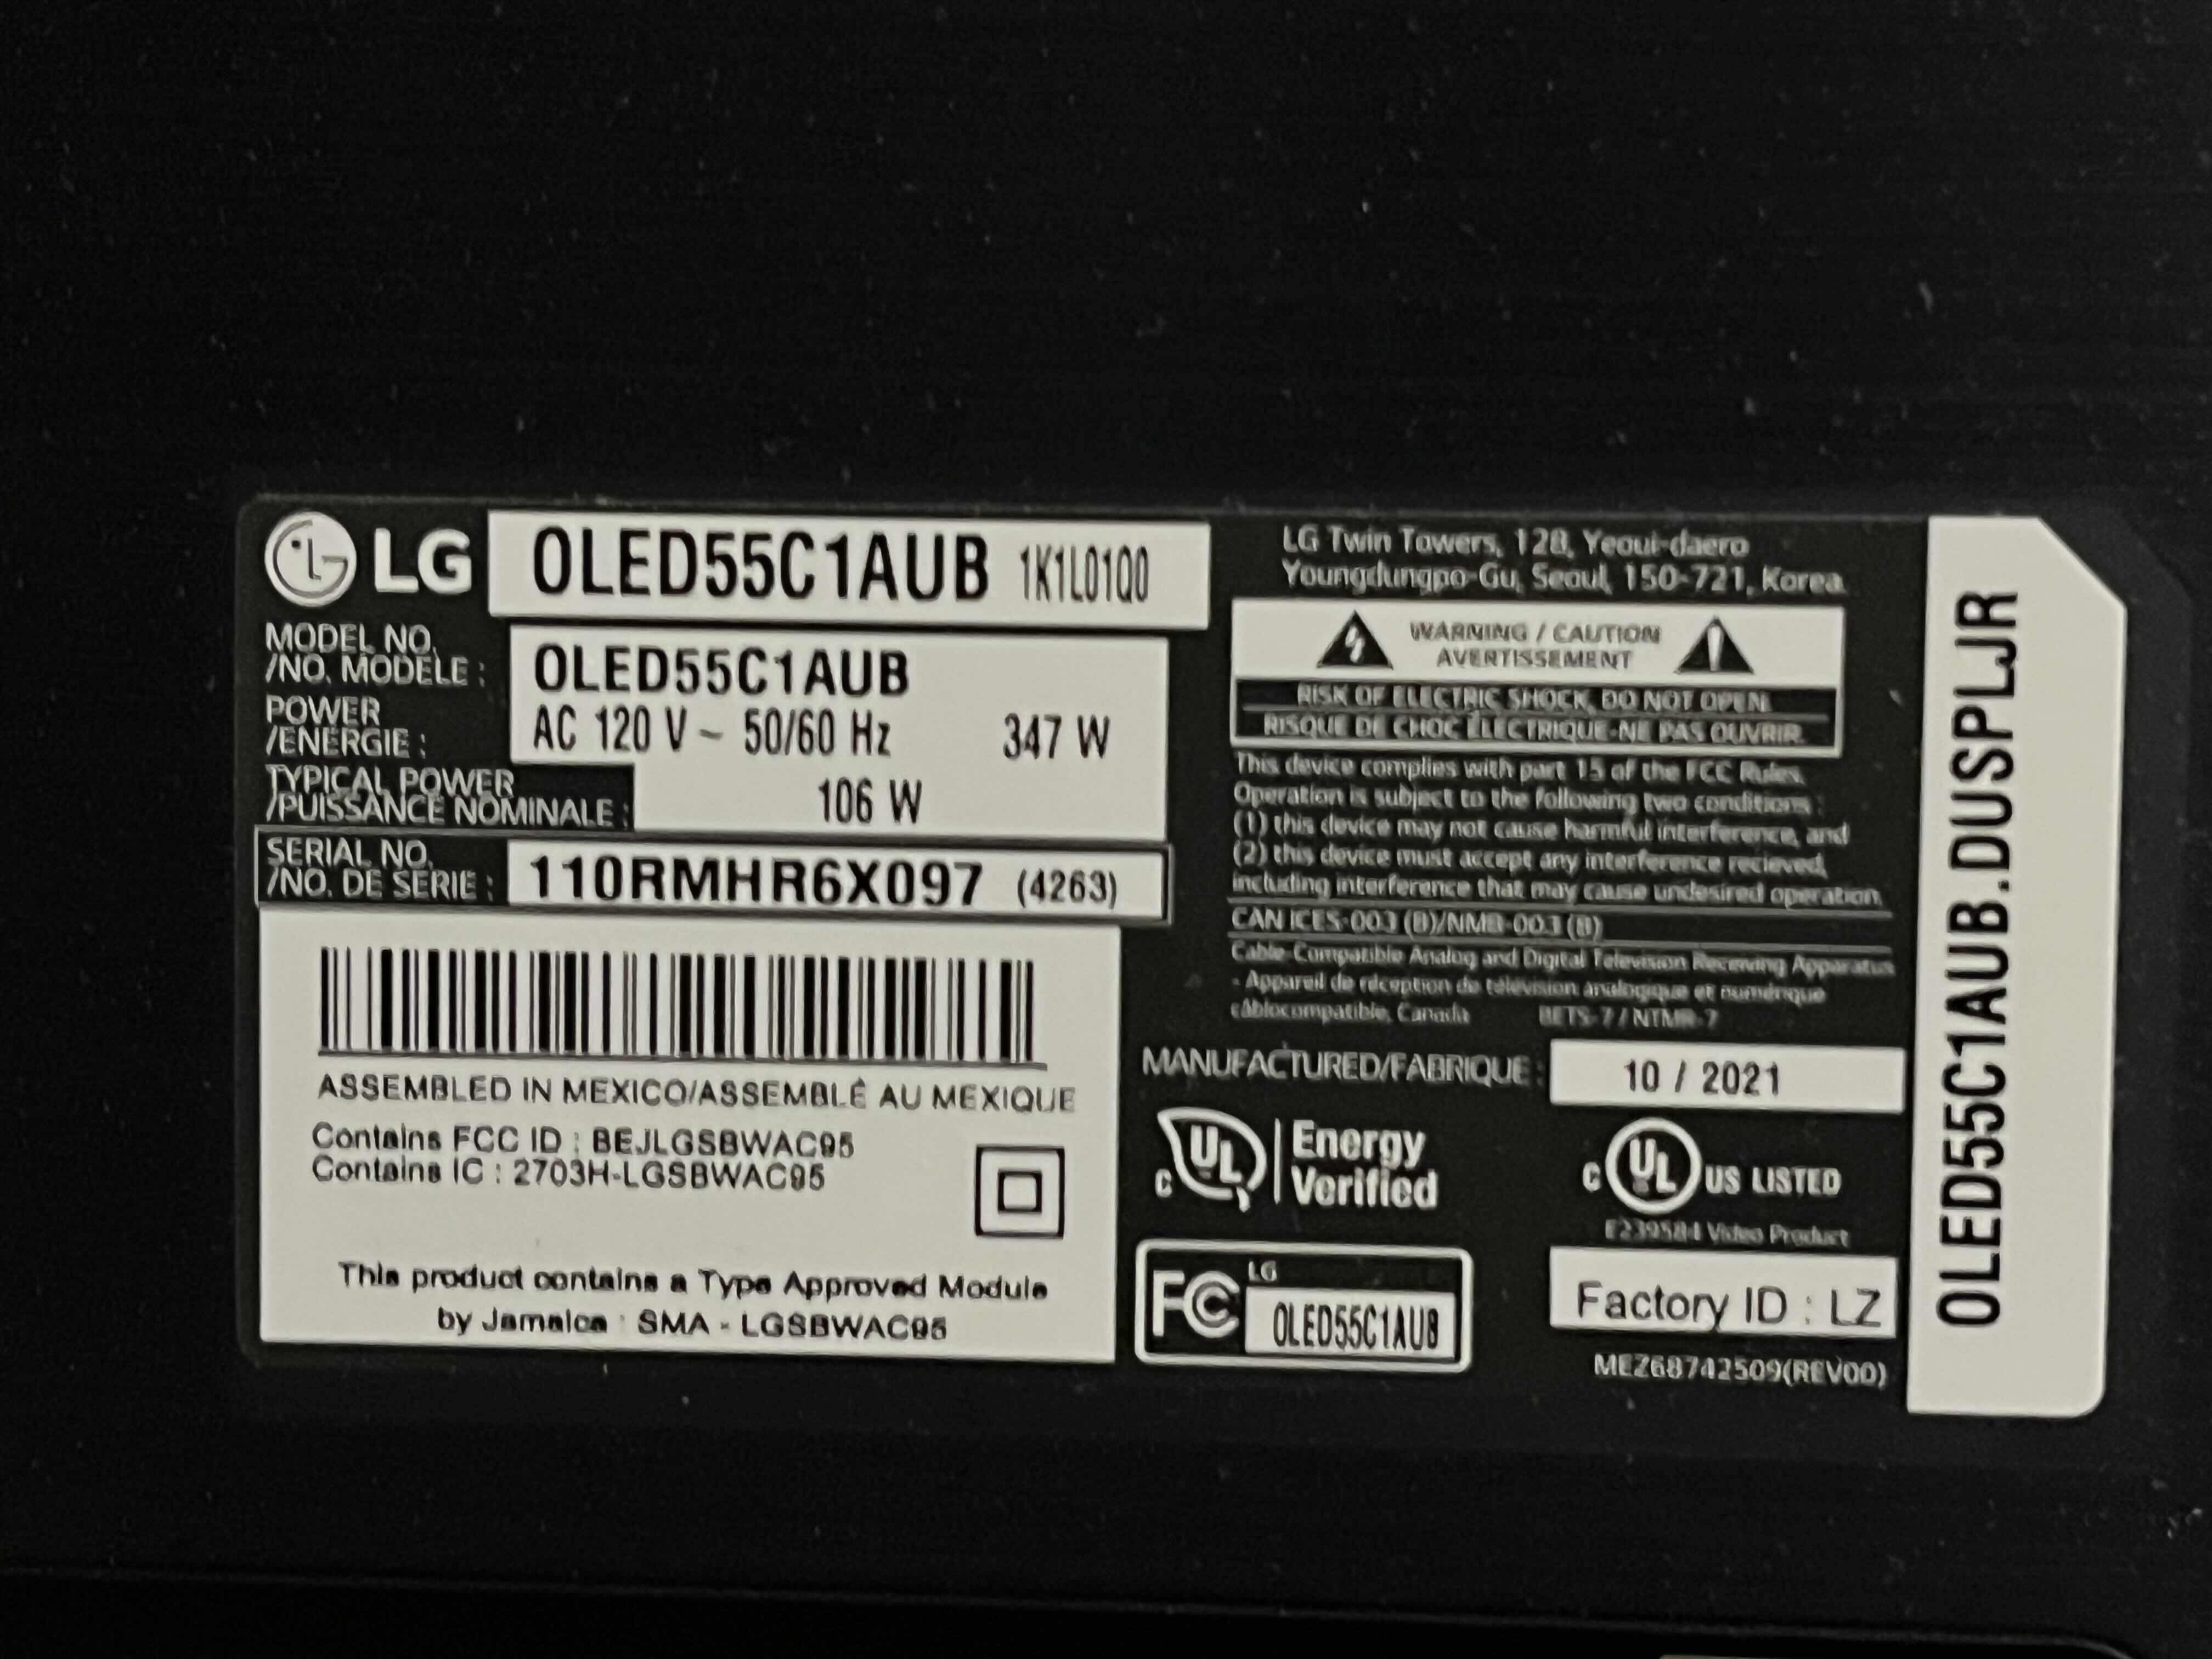 LG OLED55C1AUB 1K1L01Q0
MODEL NO.
/NO. MODÈLE : OLED55C1AUB
POWER
/ÉNERGIE : AC 120 V ~ 50/60 Hz 347 W
TYPICAL POWER
/PUISSANCE NOMINALE : 106 W
SERIAL NO.
/NO. DE SÉRIE : 110RMHR6X097 (4263)
ASSEMBLED IN MEXICO/ASSEMBLÉ AU MEXIQUE
Contains FCC ID : BEJLGSBWAC95
Contains IC : 2703H-LGSBWAC95
This product contains a Type Approved Module
by Jamaica : SMA - LGSBWAC95
LG Twin Towers, 128, Yeoui-daero
Youngdungpo-Gu, Seoul, 150-721, Korea
WARNING / CAUTION
AVERTISSEMENT
RISK OF ELECTRIC SHOCK, DO NOT OPEN.
RISQUE DE CHOC ÉLECTRIQUE-NE PAS OUVRIR.
This device complies with part 15 of the FCC Rules.
Operation is subject to the following two conditions :
(1) this device may not cause harmful interference, and
(2) this device must accept any interference recieved,
including interference that may cause undesired operation.
CAN ICES-003 (B)/NMB-003 (B)
Cable-Compatible Analog and Digital Television Receiving Apparatus
- Appareil de réception de télévision analogique et numérique
câblocompatible, Canada BETS-7 / NTMR-7
MANUFACTURED/FABRIQUE : 10 / 2021
C UL Energy
Verified
C UL US LISTED
E239584 Video Product
FC LG
OLED55C1AUB
Factory ID : LZ
MEZ68742509(REV00)
OLED55C1AUB.DUSPLJR